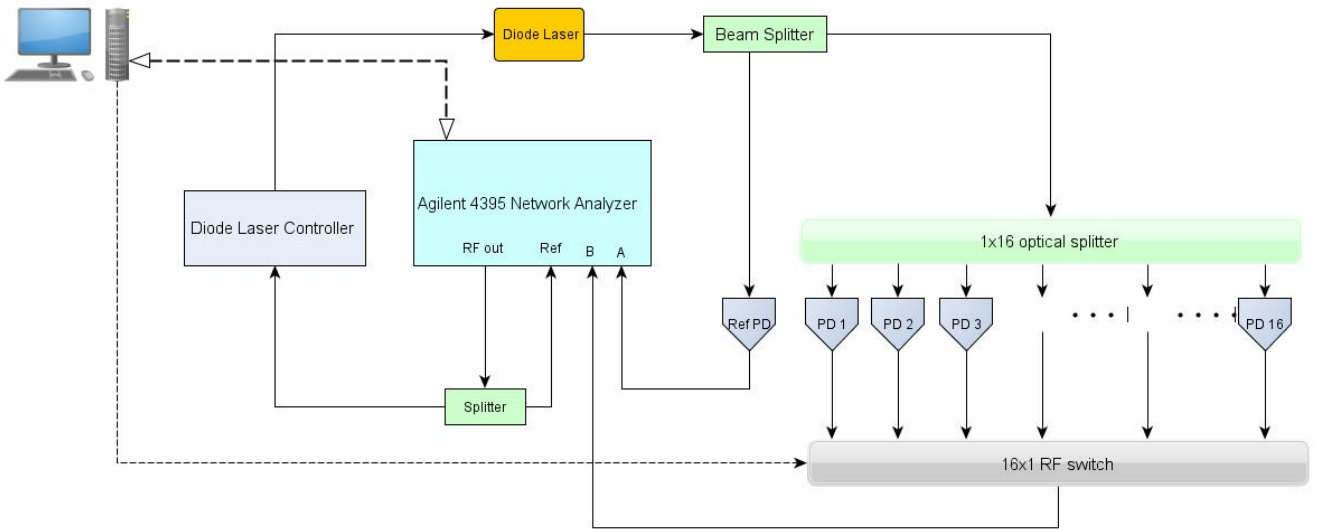 Diode Laser
Beam Splitter
Agilent 4395 Network Analyzer
Diode Laser Controller
RF out Ref B A
1x16 optical splitter
Ref PD
PD 1 PD 2 PD 3 PD 16
Splitter
16x1 RF switch